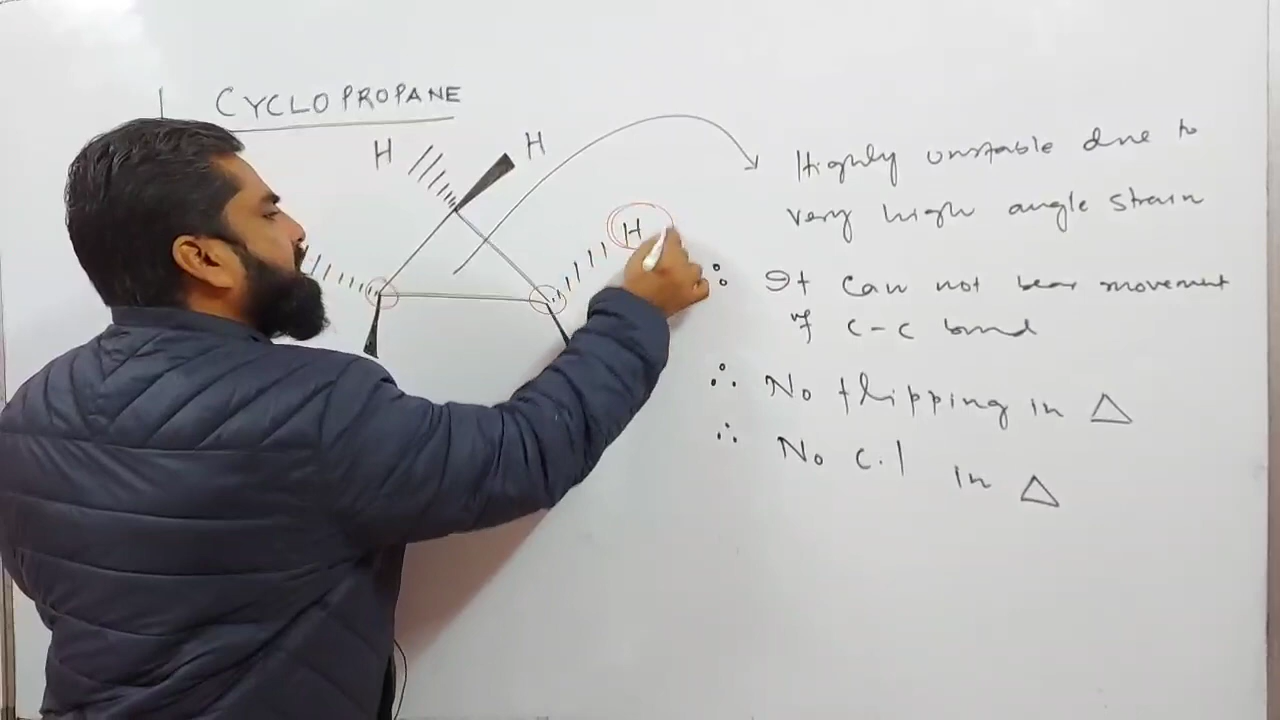 1 CYCLOPROPANE
H
H
H
Highly unstable due to
very high angle strain
It can not bear movement
of C-C bond
∴ No flipping in △
∴ No C.I in △